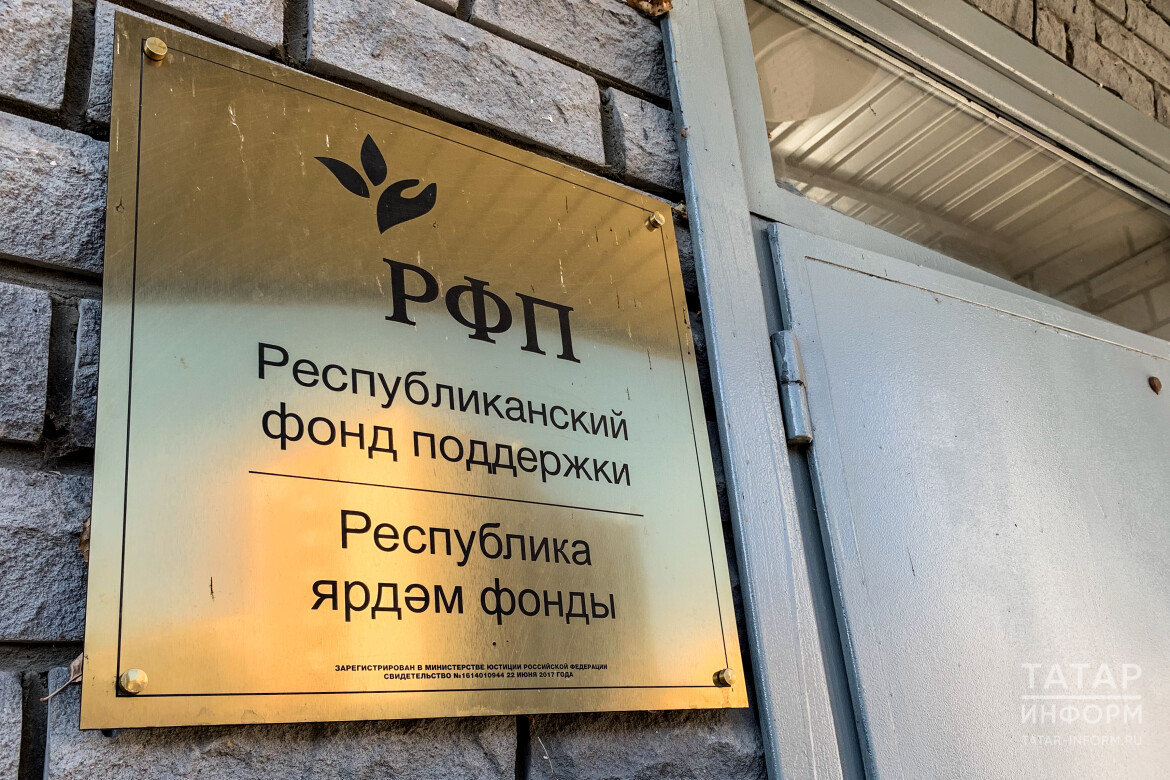 РФП
Республиканский
фонд поддержки
Республика
ярдәм фонды
ЗАРЕГИСТРИРОВАН В МИНИСТЕРСТВЕ ЮСТИЦИИ РОССИЙСКОЙ ФЕДЕРАЦИИ
СВИДЕТЕЛЬСТВО №1614010944 22 ИЮНЯ 2017 ГОДА
ТАТАР
ИНФОРМ
TATAR-INFORM.RU